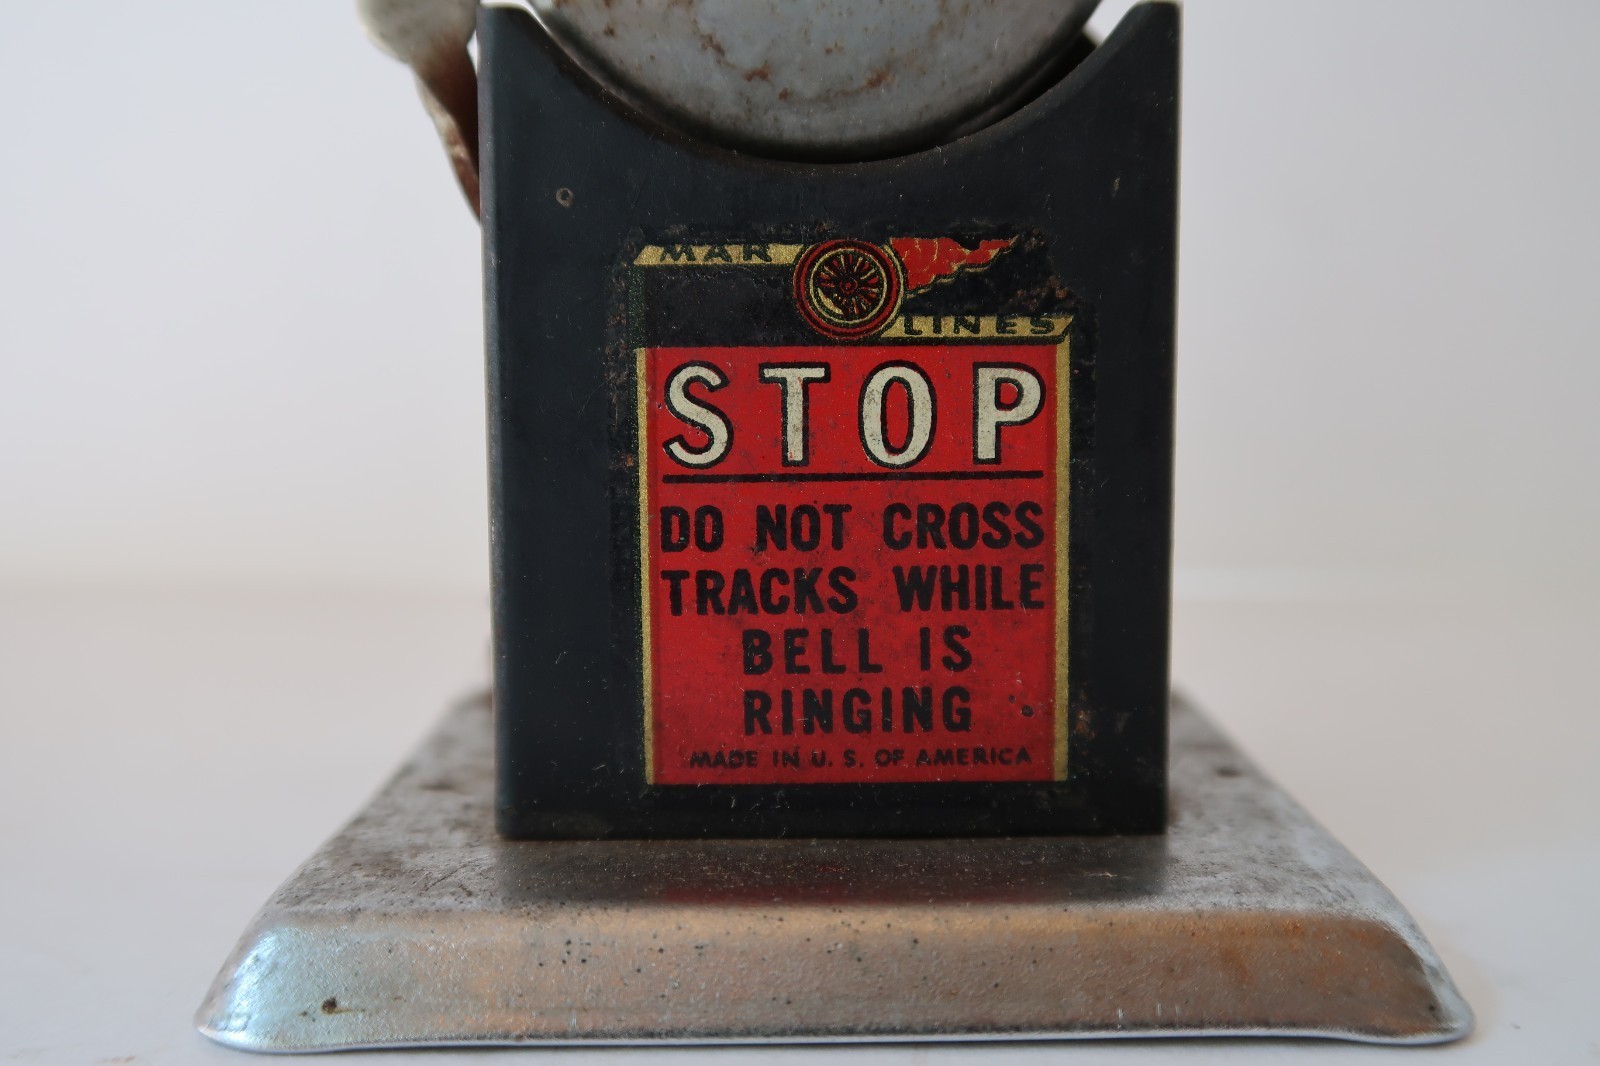 MAR
LINES
STOP
DO NOT CROSS
TRACKS WHILE
BELL IS
RINGING
MADE IN U. S. OF AMERICA